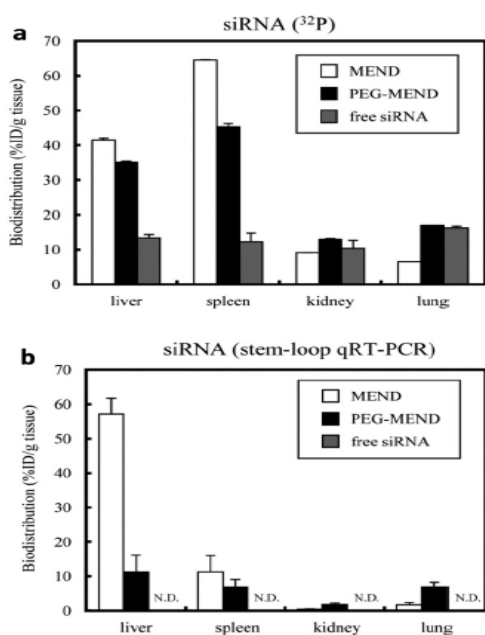 a
siRNA (³²P)
Biodistribution (%ID/g tissue)
70
60
50
40
30
20
10
0
MEND
PEG-MEND
free siRNA
liver spleen kidney lung
b
siRNA (stem-loop qRT-PCR)
Biodistribution (%ID/g tissue)
70
60
50
40
30
20
10
0
MEND
PEG-MEND
free siRNA
N.D. N.D. N.D. N.D.
liver spleen kidney lung